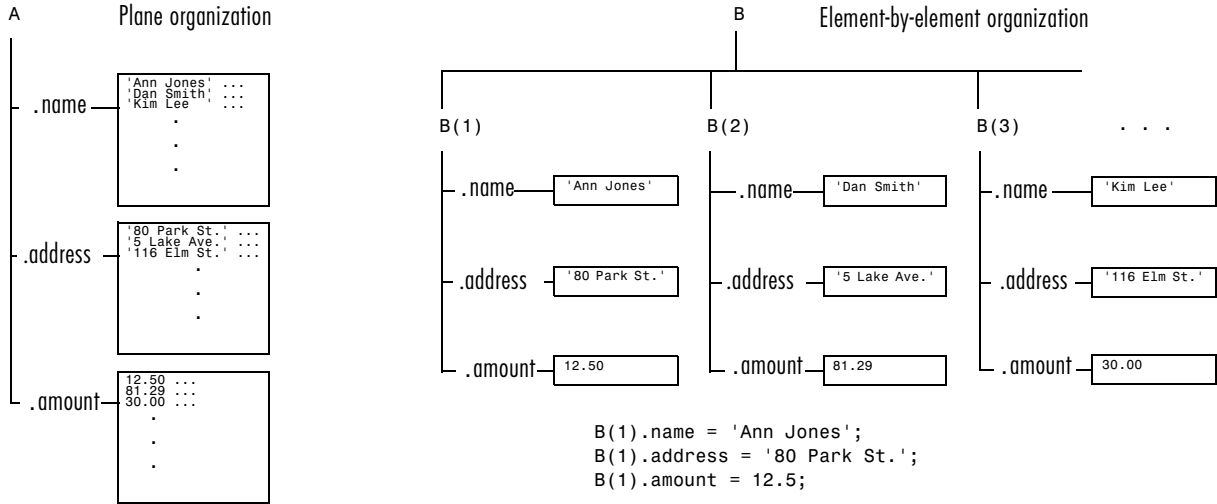 A
Plane organization
.name
'Ann Jones' ...
'Dan Smith' ...
'Kim Lee  ' ...
.
.
.
.address
'80 Park St.' ...
'5 Lake Ave.' ...
'116 Elm St.' ...
.
.
.
.amount
12.50 ...
81.29 ...
30.00 ...
.
.
.
B
Element-by-element organization
B(1)
.name
'Ann Jones'
.address
'80 Park St.'
.amount
12.50
B(2)
.name
'Dan Smith'
.address
'5 Lake Ave.'
.amount
81.29
B(3)
.name
'Kim Lee'
.address
'116 Elm St.'
.amount
30.00
. . .
B(1).name = 'Ann Jones';
B(1).address = '80 Park St.';
B(1).amount = 12.5;